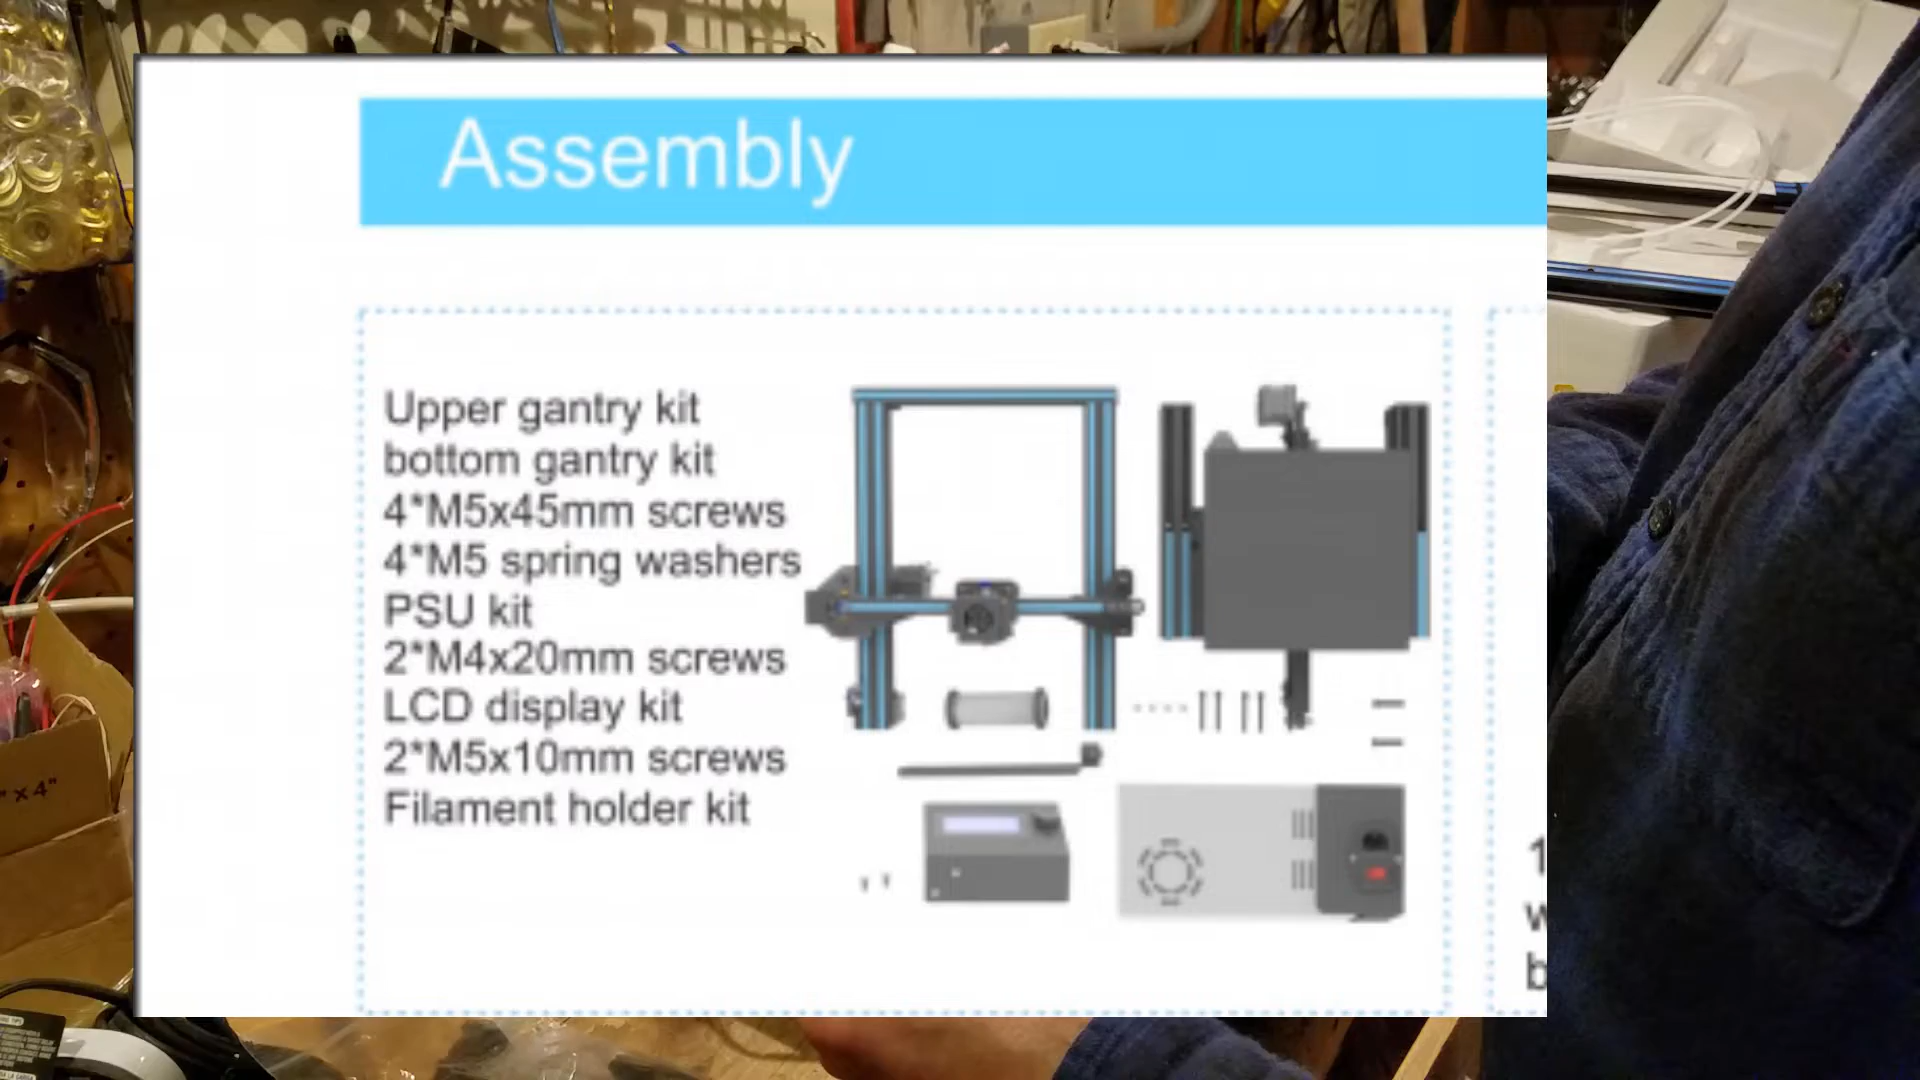 Assembly
Upper gantry kit
bottom gantry kit
4*M5x45mm screws
4*M5 spring washers
PSU kit
2*M4x20mm screws
LCD display kit
2*M5x10mm screws
Filament holder kit
" x 4"